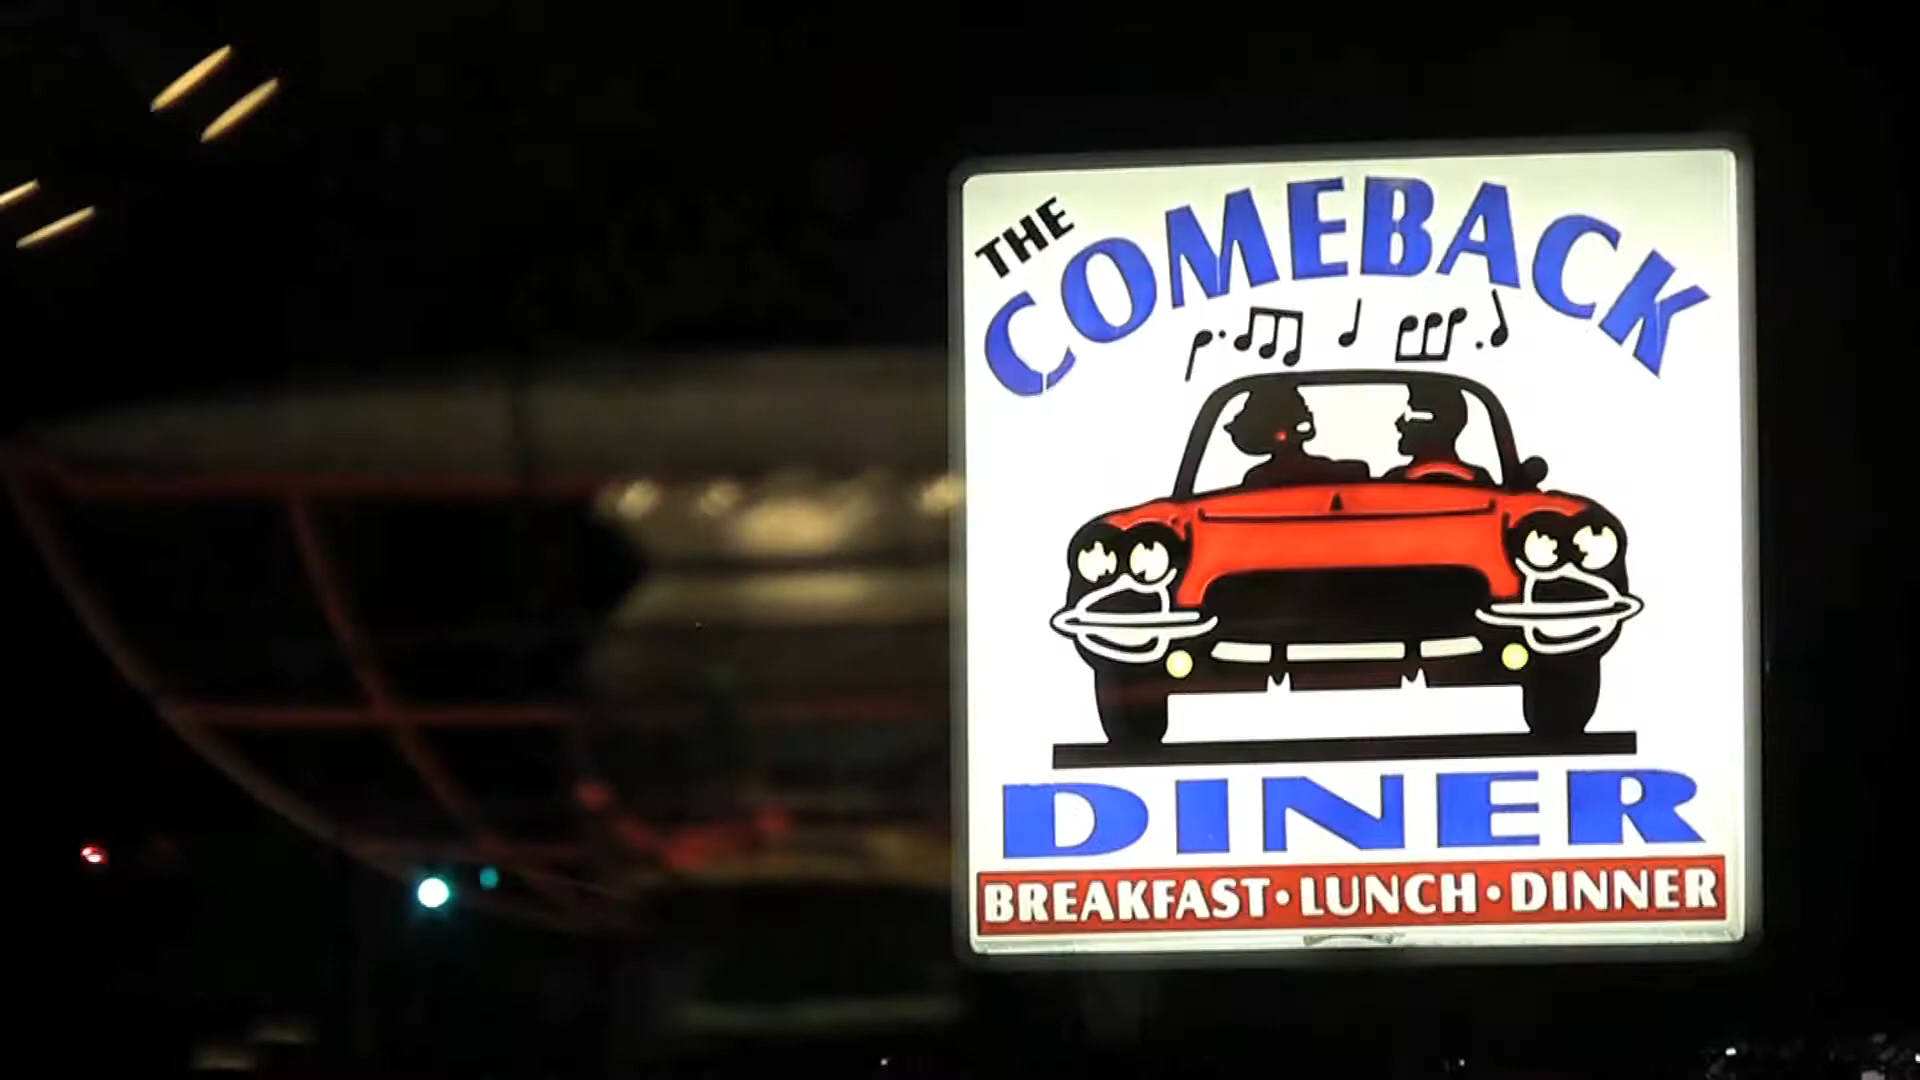 THE
COMEBACK
DINER
BREAKFAST • LUNCH • DINNER